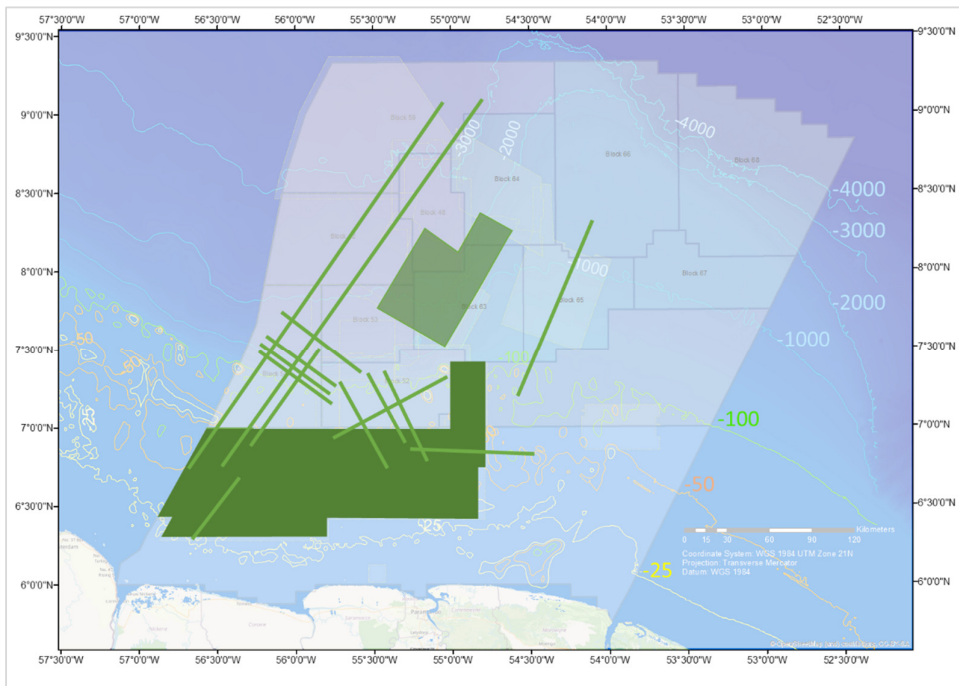 57°30'0"W 57°0'0"W 56°30'0"W 56°0'0"W 55°30'0"W 55°0'0"W 54°30'0"W 54°0'0"W 53°30'0"W 53°0'0"W 52°30'0"W
9°30'0"N 9°30'0"N
9°0'0"N 9°0'0"N
-3000 -2000 -4000
Block 66
Block 68
Block 64
8°30'0"N 8°30'0"N
-4000
-3000
8°0'0"N 8°0'0"N
-1000
Block 67
Block 65
Block 63
-2000
7°30'0"N 7°30'0"N
-1000
-50
-100
-50
-25
7°0'0"N 7°0'0"N
-100
-50
6°30'0"N 6°30'0"N
-25
Kilometers
0 15 30 60 90 120
Coordinate System: WGS 1984 UTM Zone 21N
Projection: Transverse Mercator
Datum: WGS 1984
-25
6°0'0"N 6°0'0"N
57°30'0"W 57°0'0"W 56°30'0"W 56°0'0"W 55°30'0"W 55°0'0"W 54°30'0"W 54°0'0"W 53°30'0"W 53°0'0"W 52°30'0"W